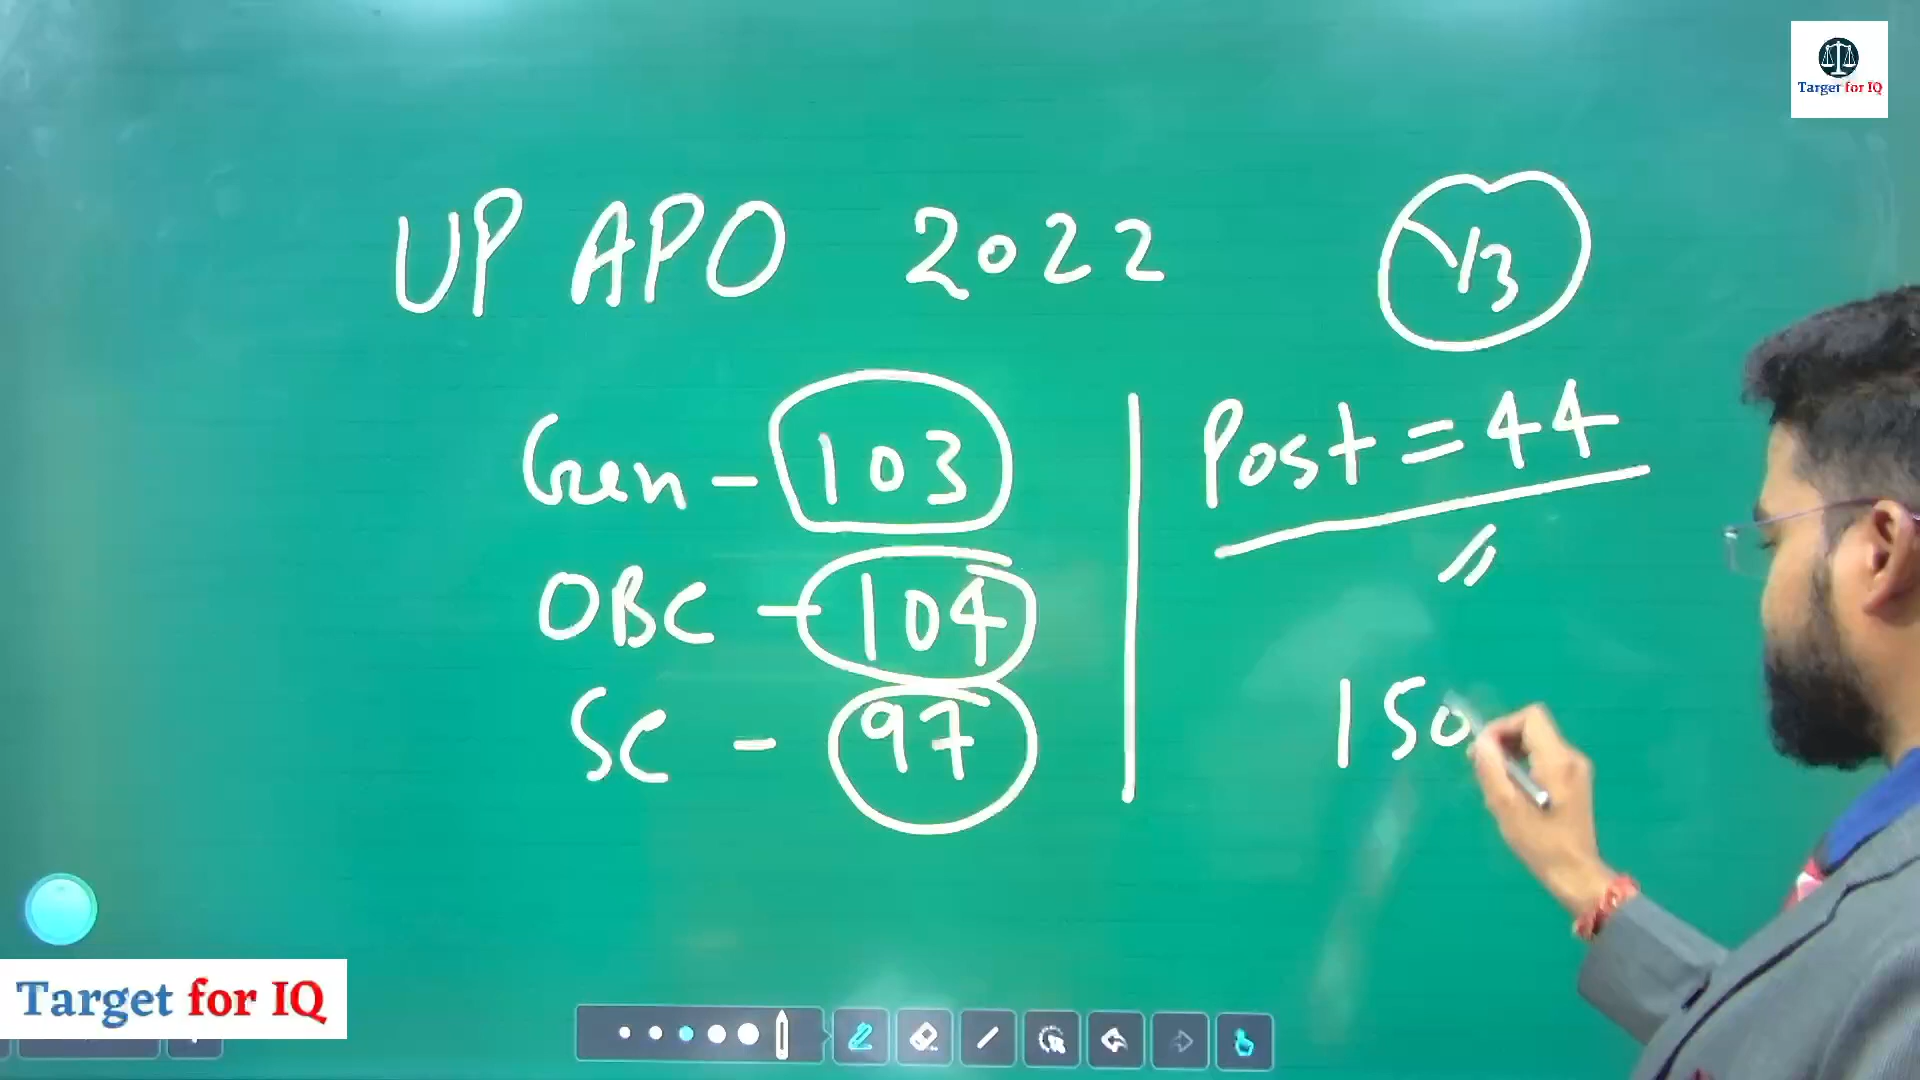 Target for IQ
UP APO 2022
1/3
Gen - 103
Post = 44
OBC - 104
SC - 97
150
Target for IQ